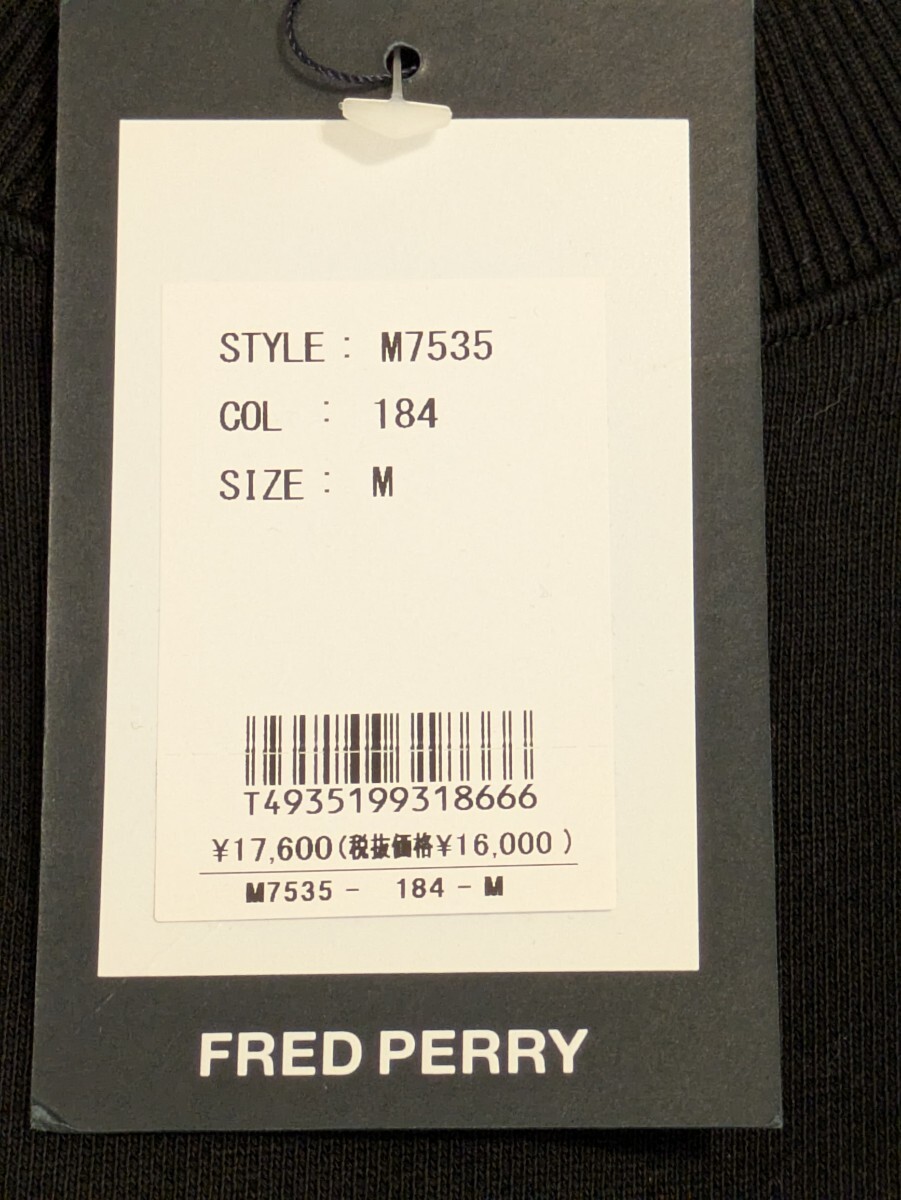 STYLE : M7535
COL : 184
SIZE : M
T4935199318666
¥17,600(税抜価格¥16,000 )
M7535 - 184 - M
FRED PERRY